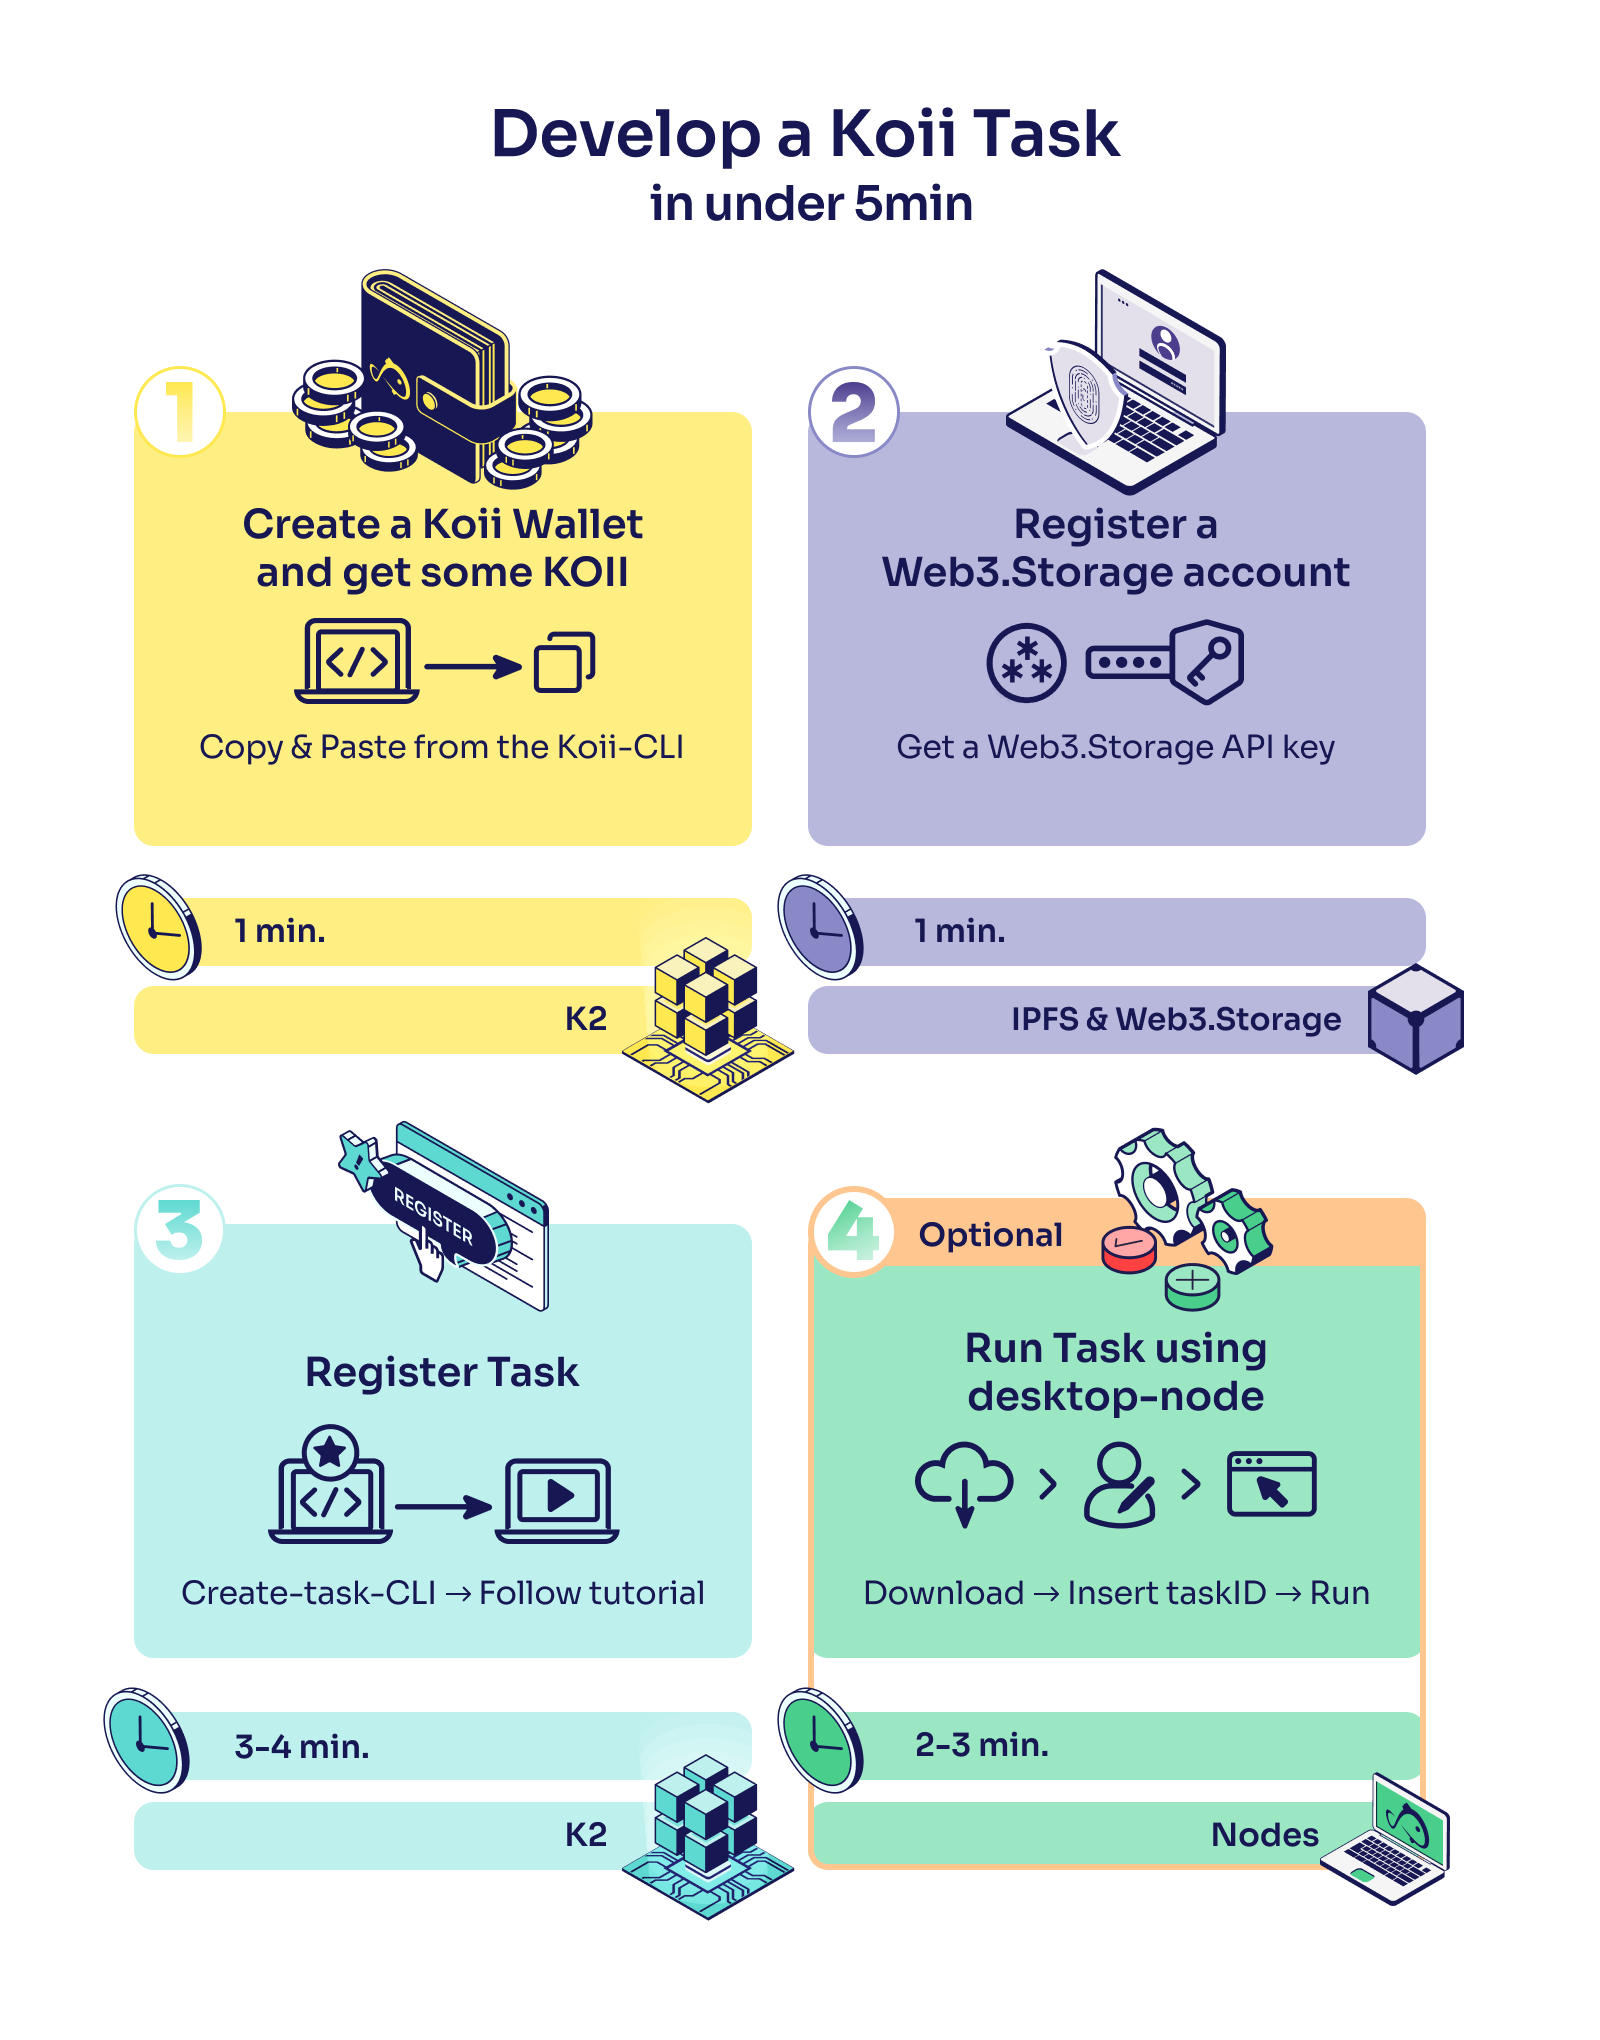 Develop a Koii Task
in under 5min
1
Create a Koii Wallet
and get some KOII
Copy & Paste from the Koii-CLI
1 min.
K2
2
Register a
Web3.Storage account
Get a Web3.Storage API key
1 min.
IPFS & Web3.Storage
3
REGISTER
Register Task
Create-task-CLI → Follow tutorial
3-4 min.
K2
4
Optional
Run Task using
desktop-node
Download → Insert taskID → Run
2-3 min.
Nodes